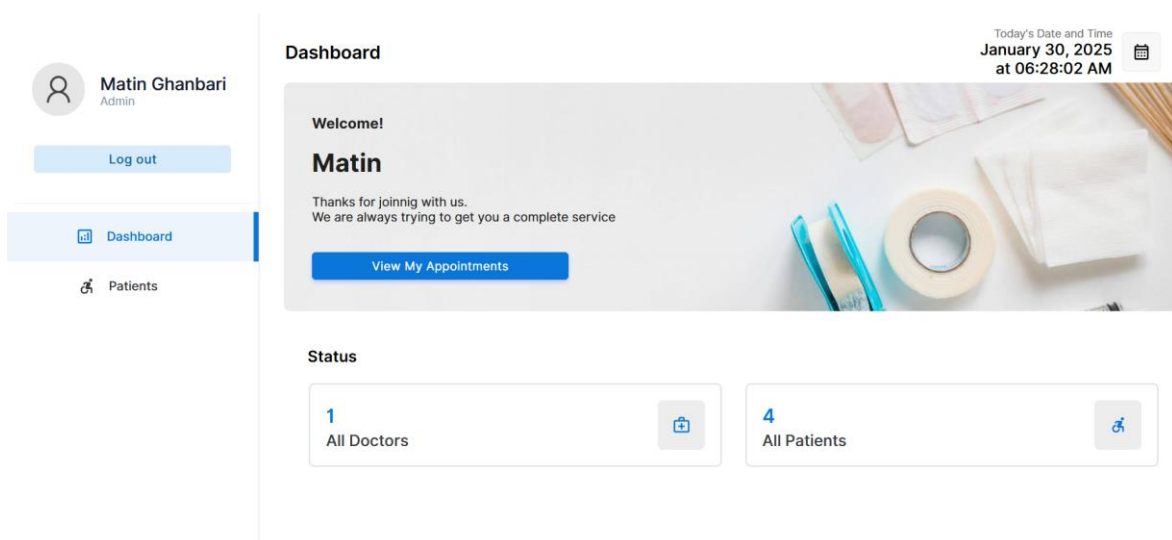 Matin Ghanbari
Admin
Log out
Dashboard
Patients
Dashboard
Today's Date and Time
January 30, 2025
at 06:28:02 AM
Welcome!
Matin
Thanks for joinnig with us.
We are always trying to get you a complete service
View My Appointments
Status
1
All Doctors
4
All Patients